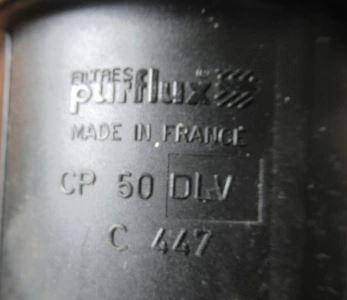 FILTRES
purflux
MADE IN FRANCE
CP 50 DLV
C 447